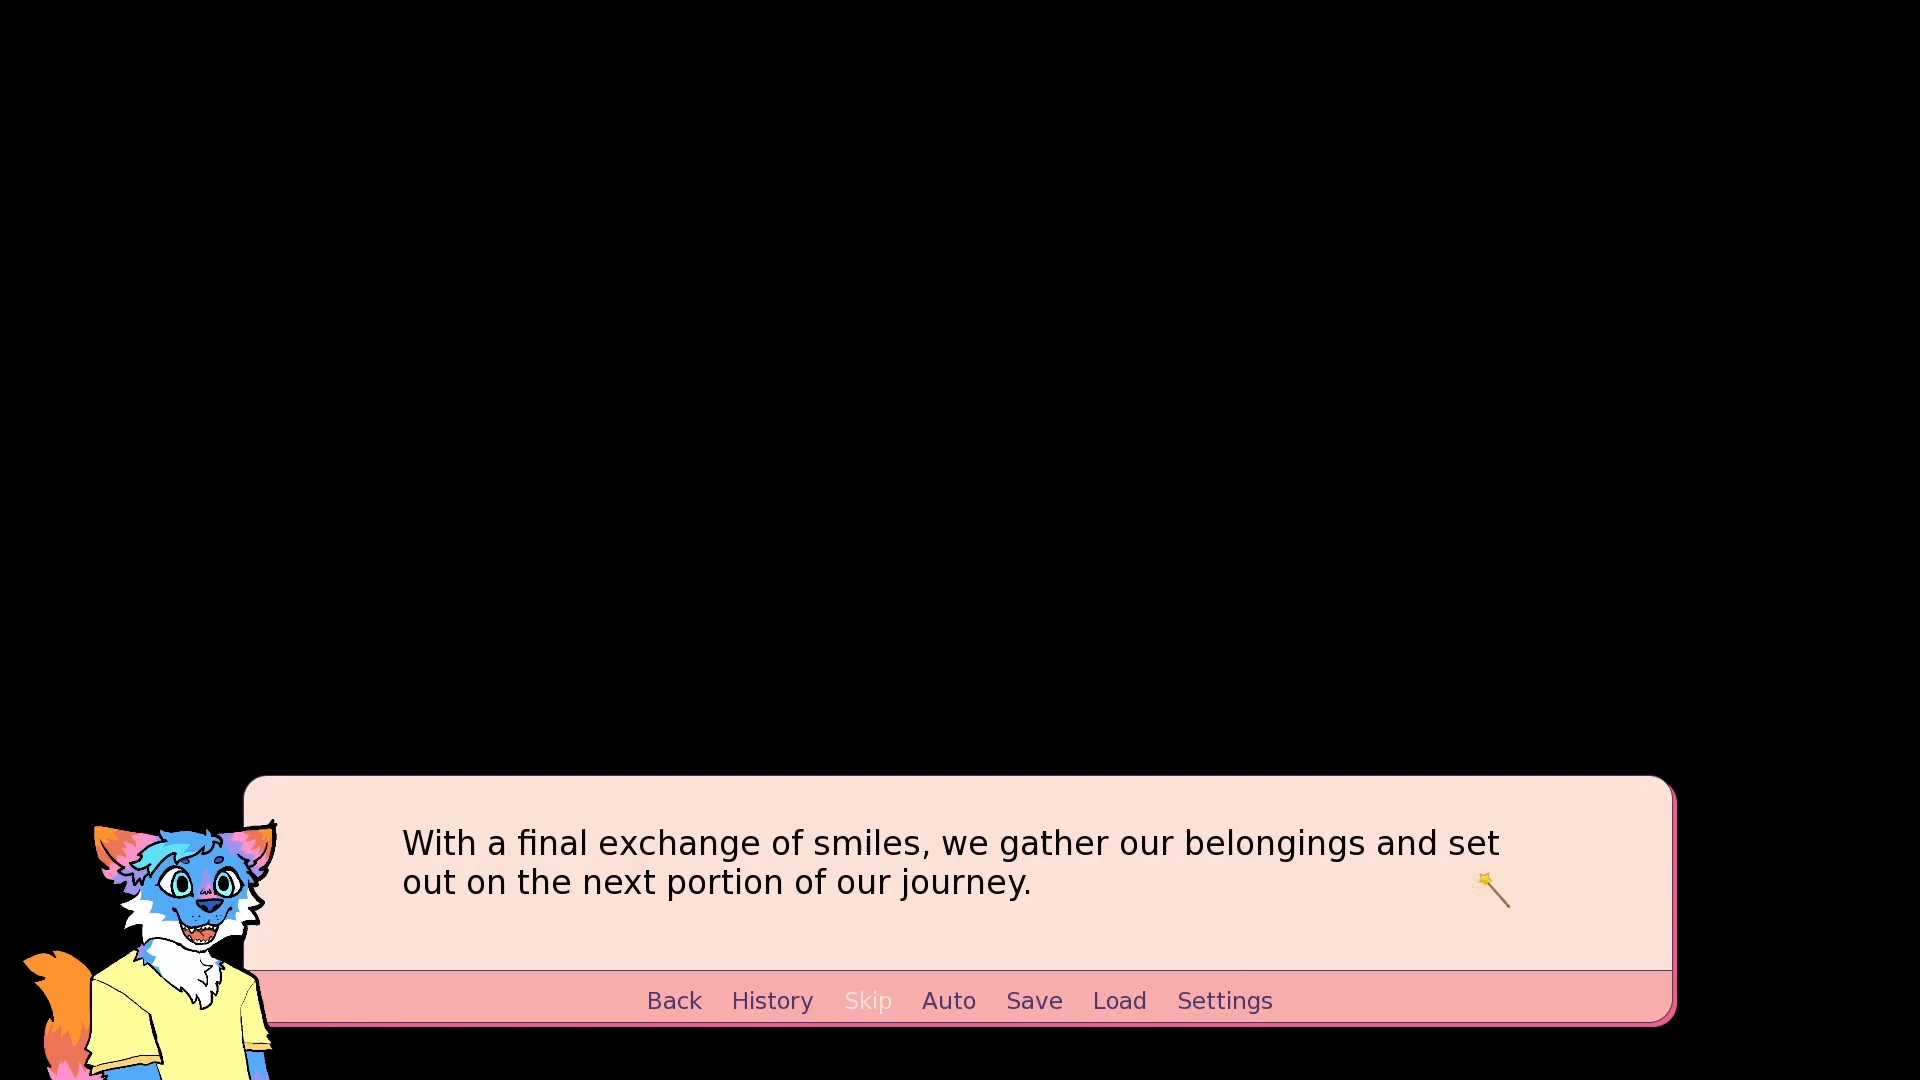 With a final exchange of smiles, we gather our belongings and set
out on the next portion of our journey.
Back History Skip Auto Save Load Settings